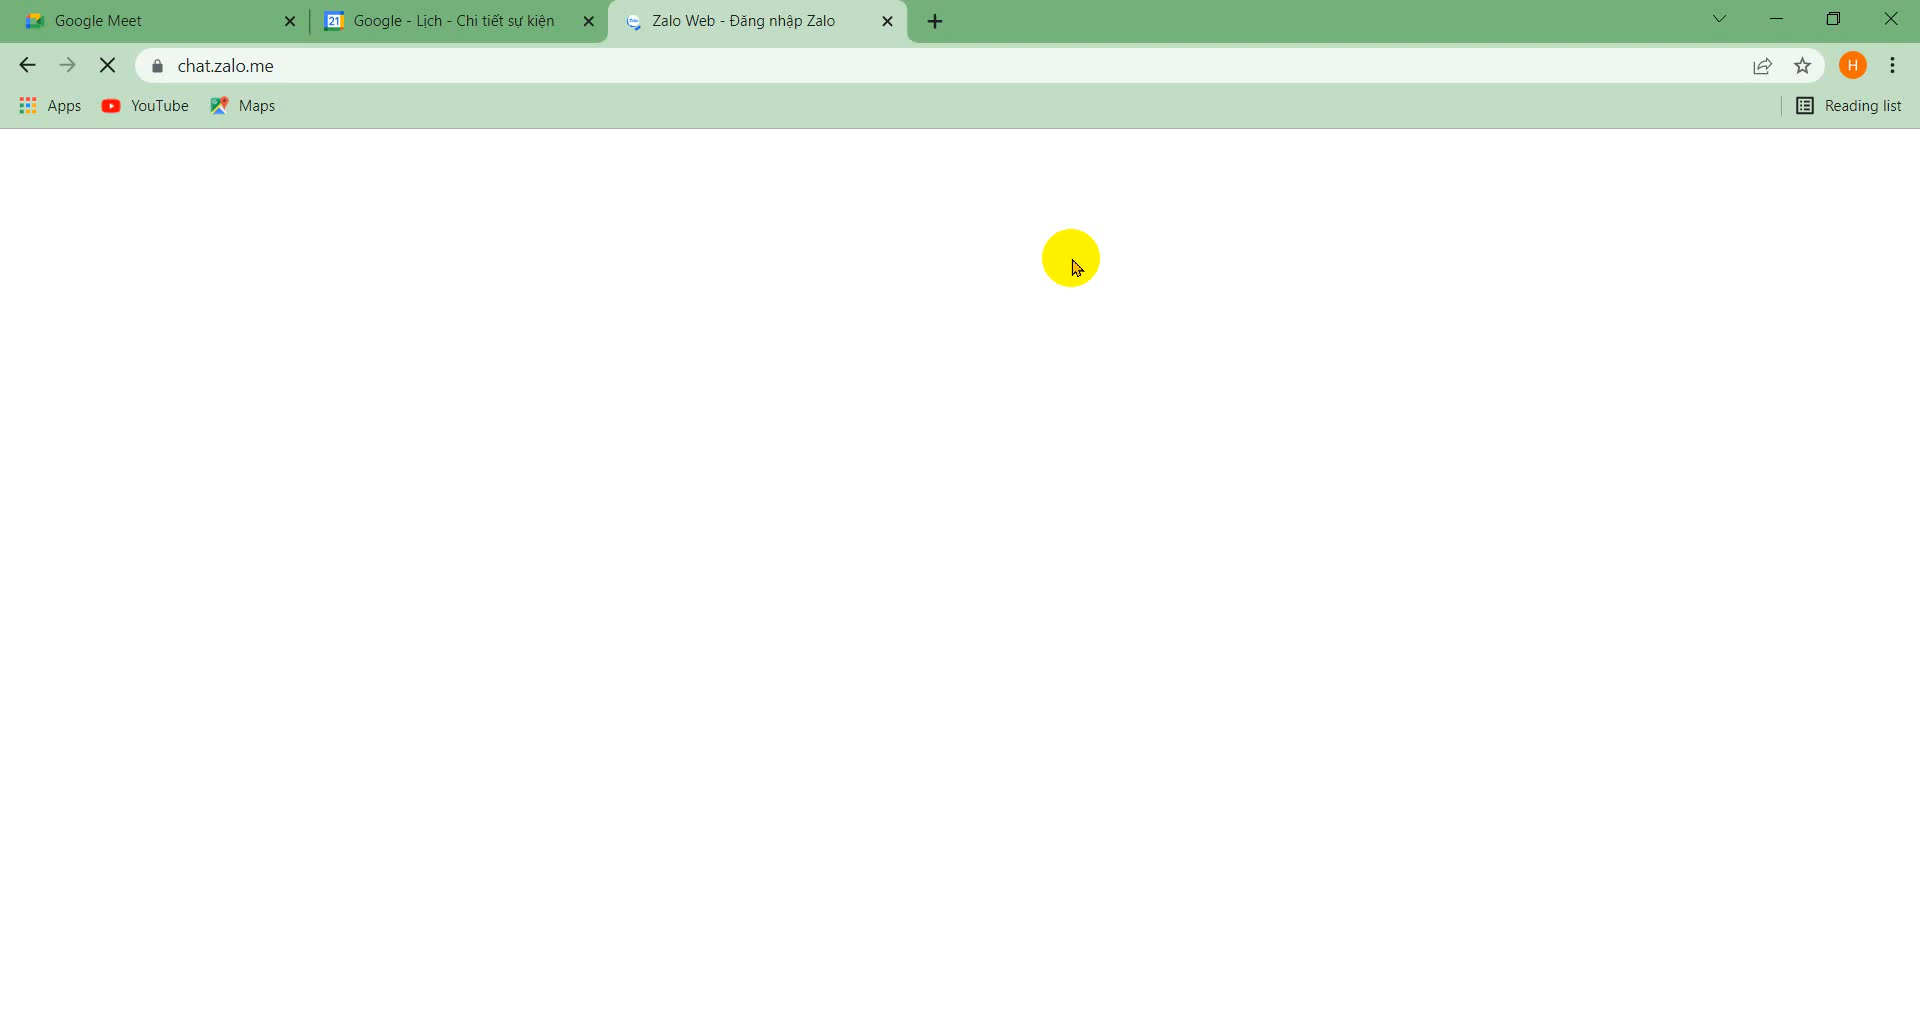 Google Meet
Google - Lịch - Chi tiết sự kiện
Zalo Web - Đăng nhập Zalo
chat.zalo.me
H
Apps
YouTube
Maps
Reading list